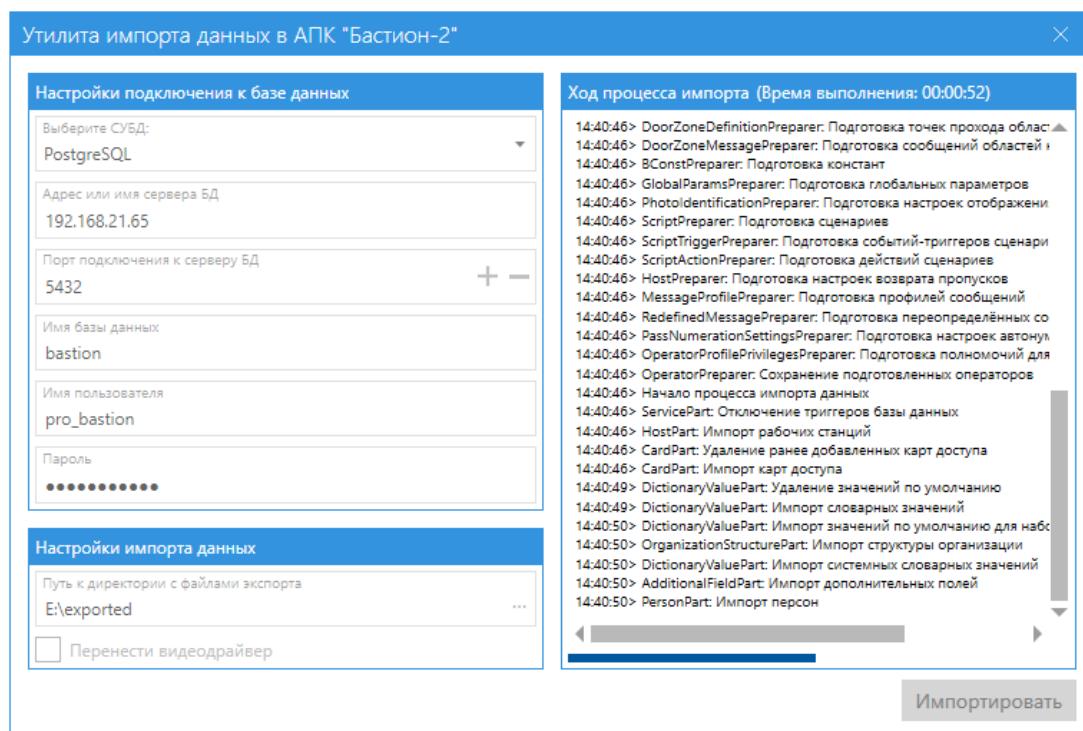 Утилита импорта данных в АПК "Бастион-2"
Настройки подключения к базе данных
Выберите СУБД:
PostgreSQL
Адрес или имя сервера БД
192.168.21.65
Порт подключения к серверу БД
5432
Имя базы данных
bastion
Имя пользователя
pro_bastion
Пароль
●●●●●●●●●●●
Настройки импорта данных
Путь к директории с файлами экспорта
E:\exported
...
Перенести видеодрайвер
Ход процесса импорта (Время выполнения: 00:00:52)
14:40:46> DoorZoneDefinitionPreparer: Подготовка точек прохода област
14:40:46> DoorZoneMessagePreparer: Подготовка сообщений областей
14:40:46> BConstPreparer: Подготовка констант
14:40:46> GlobalParamsPreparer: Подготовка глобальных параметров
14:40:46> PhotoIdentificationPreparer: Подготовка настроек отображени
14:40:46> ScriptPreparer: Подготовка сценариев
14:40:46> ScriptTriggerPreparer: Подготовка событий-триггеров сценари
14:40:46> ScriptActionPreparer: Подготовка действий сценариев
14:40:46> HostPreparer: Подготовка настроек возврата пропусков
14:40:46> MessageProfilePreparer: Подготовка профилей сообщений
14:40:46> RedefinedMessagePreparer: Подготовка переопределённых со
14:40:46> PassNumerationSettingsPreparer: Подготовка настроек автонум
14:40:46> OperatorProfilePrivilegesPreparer: Подготовка полномочий для
14:40:46> OperatorPreparer: Сохранение подготовленных операторов
14:40:46> Начало процесса импорта данных
14:40:46> ServicePart: Отключение триггеров базы данных
14:40:46> HostPart: Импорт рабочих станций
14:40:46> CardPart: Удаление ранее добавленных карт доступа
14:40:46> CardPart: Импорт карт доступа
14:40:49> DictionaryValuePart: Удаление значений по умолчанию
14:40:49> DictionaryValuePart: Импорт словарных значений
14:40:50> DictionaryValuePart: Импорт значений по умолчанию для набо
14:40:50> OrganizationStructurePart: Импорт структуры организации
14:40:50> DictionaryValuePart: Импорт системных словарных значений
14:40:50> AdditionalFieldPart: Импорт дополнительных полей
14:40:50> PersonPart: Импорт персон
Импортировать